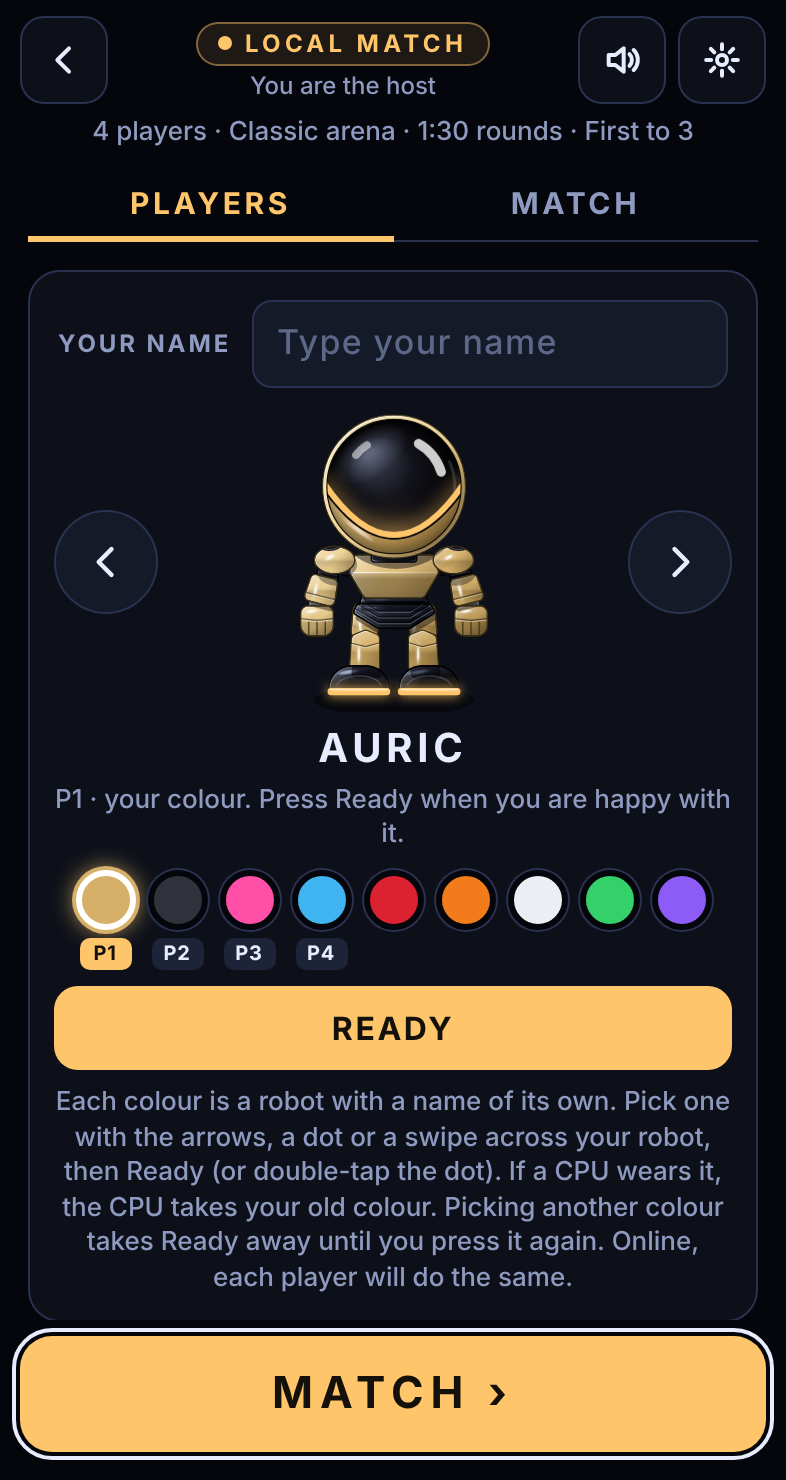 LOCAL MATCH
You are the host
4 players · Classic arena · 1:30 rounds · First to 3
PLAYERS
MATCH
YOUR NAME
Type your name
AURIC
P1 · your colour. Press Ready when you are happy with
it.
P1
P2
P3
P4
READY
Each colour is a robot with a name of its own. Pick one
with the arrows, a dot or a swipe across your robot,
then Ready (or double-tap the dot). If a CPU wears it,
the CPU takes your old colour. Picking another colour
takes Ready away until you press it again. Online,
each player will do the same.
MATCH ›